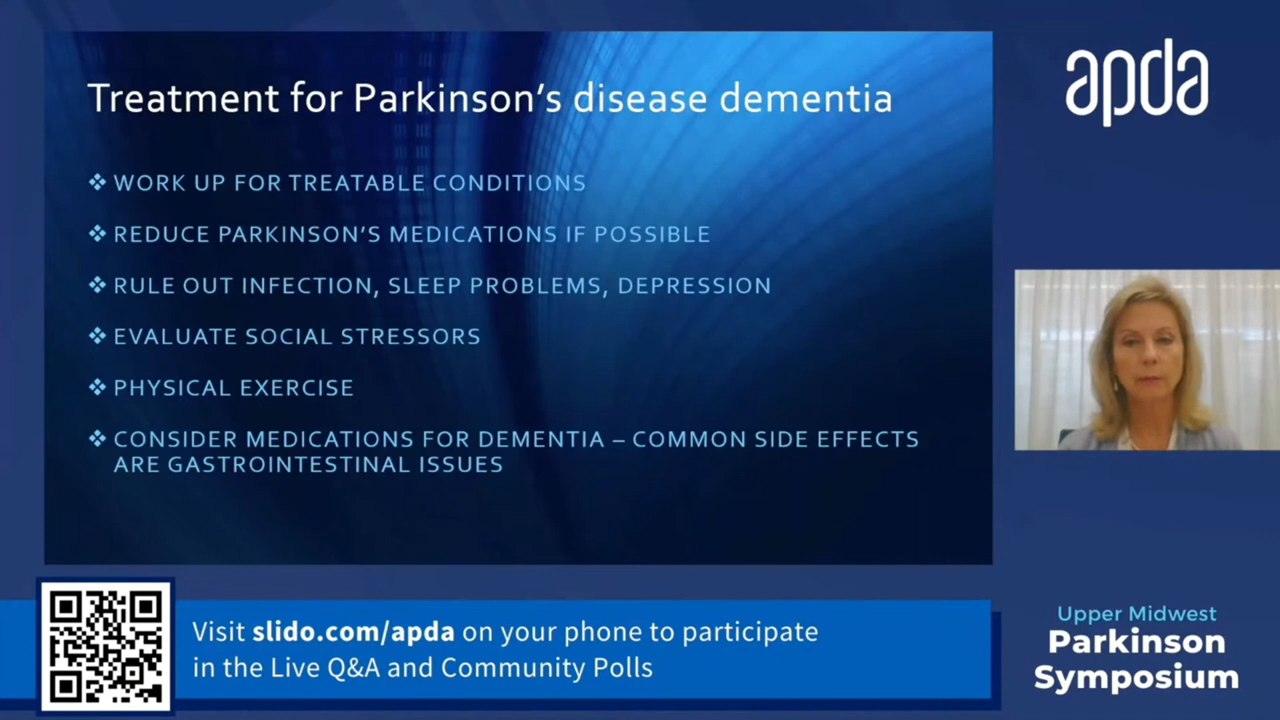 Treatment for Parkinson's disease dementia
❖ WORK UP FOR TREATABLE CONDITIONS
❖ REDUCE PARKINSON'S MEDICATIONS IF POSSIBLE
❖ RULE OUT INFECTION, SLEEP PROBLEMS, DEPRESSION
❖ EVALUATE SOCIAL STRESSORS
❖ PHYSICAL EXERCISE
❖ CONSIDER MEDICATIONS FOR DEMENTIA – COMMON SIDE EFFECTS
ARE GASTROINTESTINAL ISSUES
apda
Visit slido.com/apda on your phone to participate
in the Live Q&A and Community Polls
Upper Midwest
Parkinson
Symposium